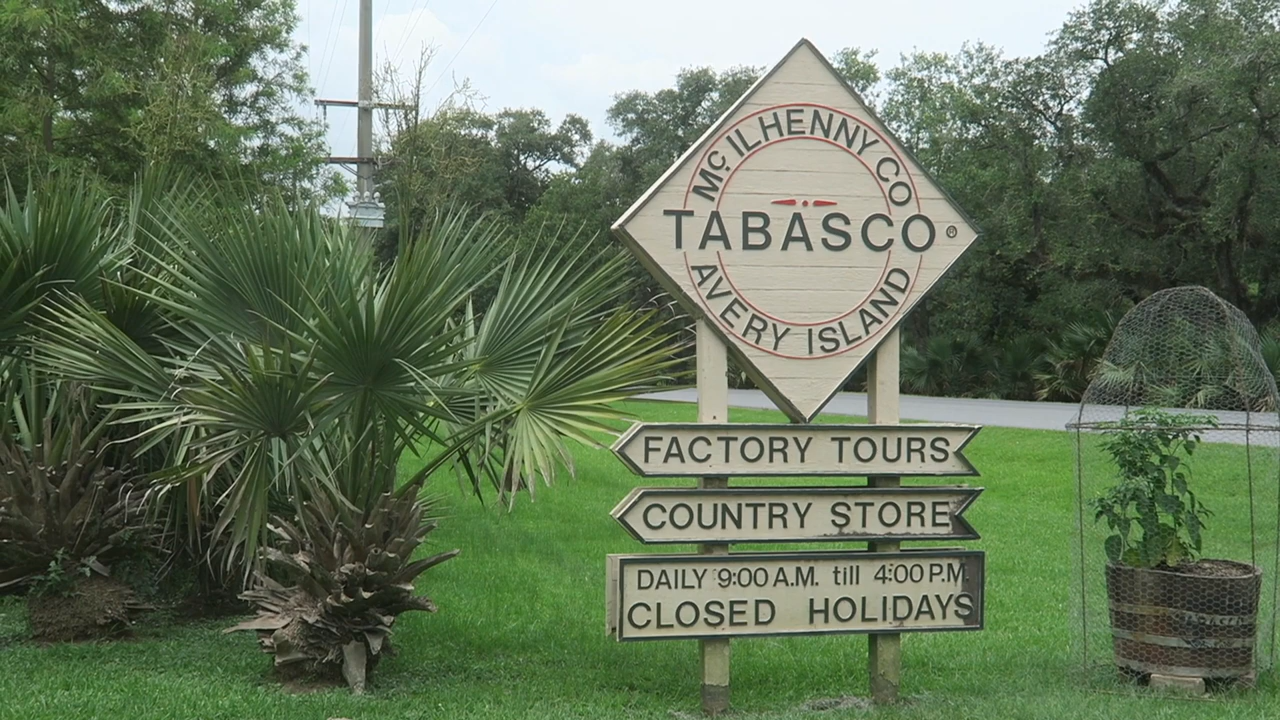 McILHENNY CO
TABASCO®
AVERY ISLAND
FACTORY TOURS
COUNTRY STORE
DAILY 9:00 A.M. till 4:00 P.M.
CLOSED HOLIDAYS